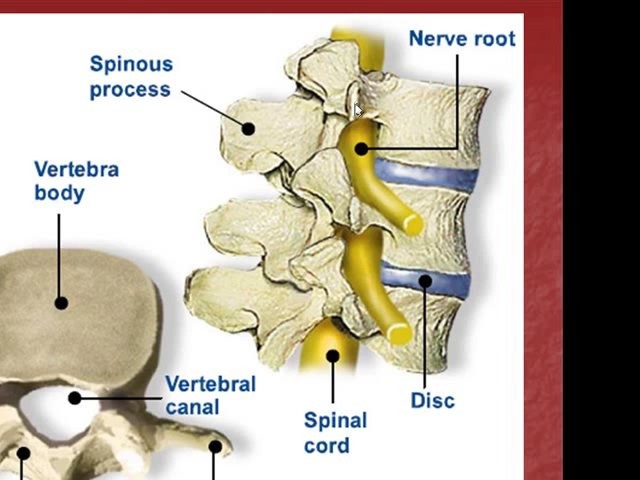 Nerve root
Spinous
process
Vertebra
body
Vertebral
canal
Disc
Spinal
cord